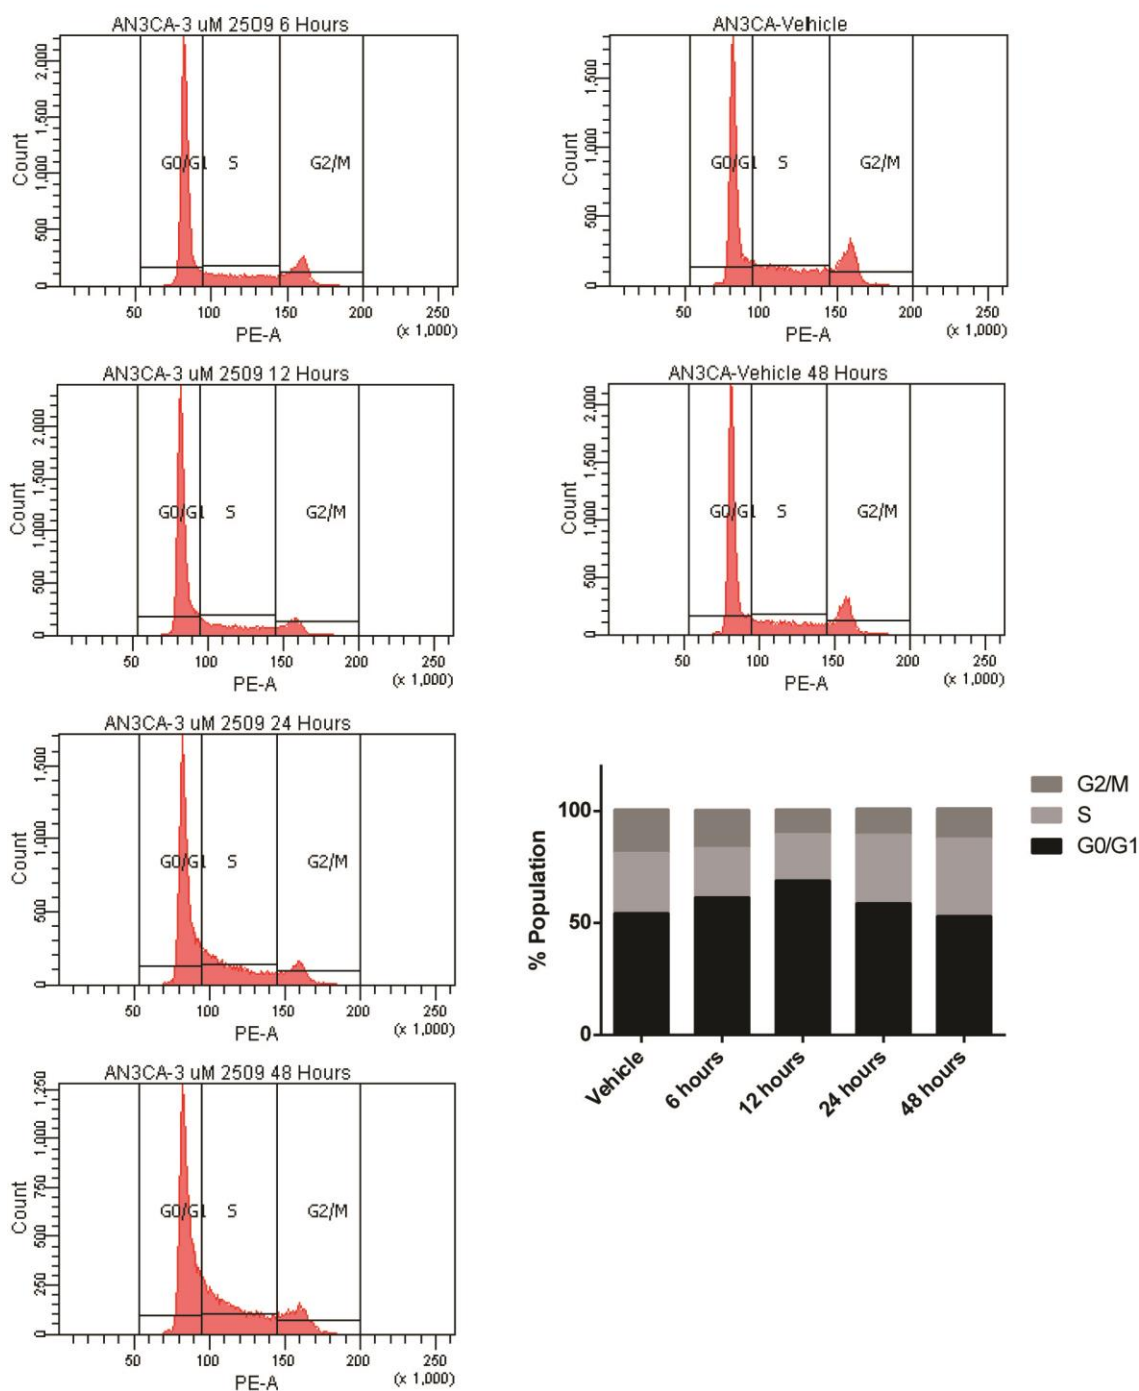 AN3CA-3 uM 2509 6 Hours
Count
2,000
1,500
1,000
500
0
G0/G1 S G2/M
50 100 150 200 250
(x 1,000)
PE-A
AN3CA-Vehicle
Count
1,500
1,000
500
0
G0/G1 S G2/M
50 100 150 200 250
(x 1,000)
PE-A
AN3CA-3 uM 2509 12 Hours
Count
2,000
1,500
1,000
500
0
G0/G1 S G2/M
50 100 150 200 250
(x 1,000)
PE-A
AN3CA-Vehicle 48 Hours
Count
2,000
1,500
1,000
500
0
G0/G1 S G2/M
50 100 150 200 250
(x 1,000)
PE-A
AN3CA-3 uM 2509 24 Hours
Count
1,500
1,000
500
0
G0/G1 S G2/M
50 100 150 200 250
(x 1,000)
PE-A
% Population
100
50
0
Vehicle
6 hours
12 hours
24 hours
48 hours
G2/M
S
G0/G1
AN3CA-3 uM 2509 48 Hours
Count
1,250
1,000
750
500
250
0
G0/G1 S G2/M
50 100 150 200 250
(x 1,000)
PE-A